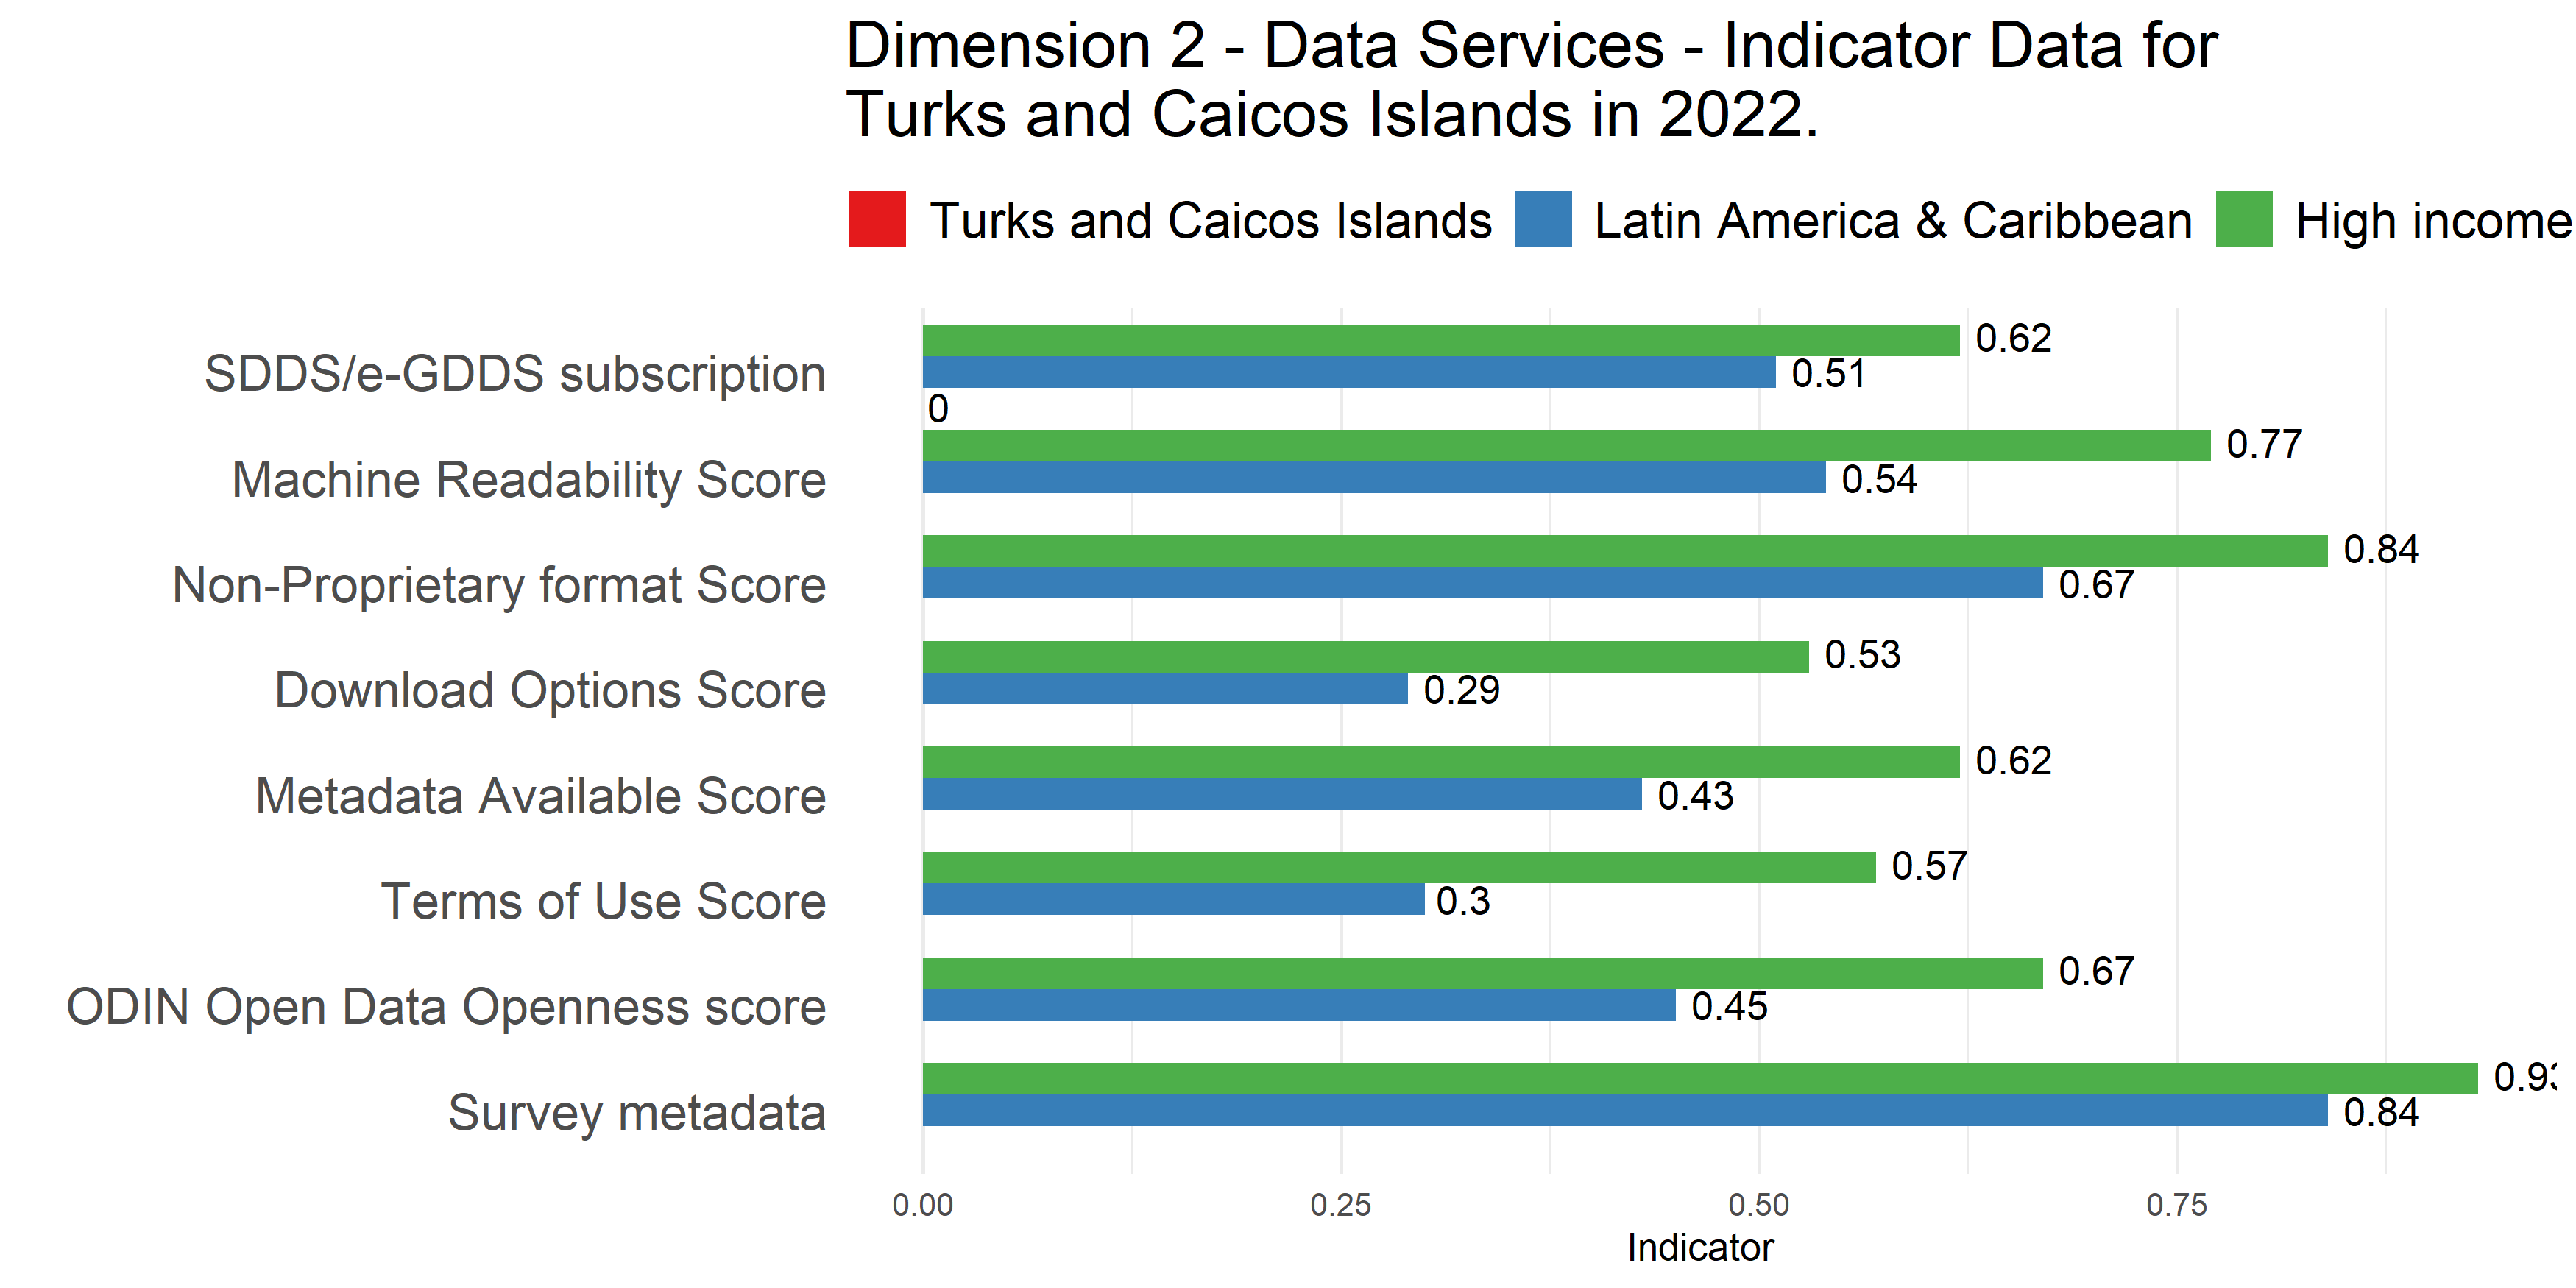 Dimension 2 - Data Services - Indicator Data for
Turks and Caicos Islands in 2022.
Turks and Caicos Islands Latin America & Caribbean High income
SDDS/e-GDDS subscription 0.62
0.51
0
Machine Readability Score 0.77
0.54
Non-Proprietary format Score 0.84
0.67
Download Options Score 0.53
0.29
Metadata Available Score 0.62
0.43
Terms of Use Score 0.57
0.3
ODIN Open Data Openness score 0.67
0.45
Survey metadata 0.93
0.84
0.00 0.25 0.50 0.75
Indicator